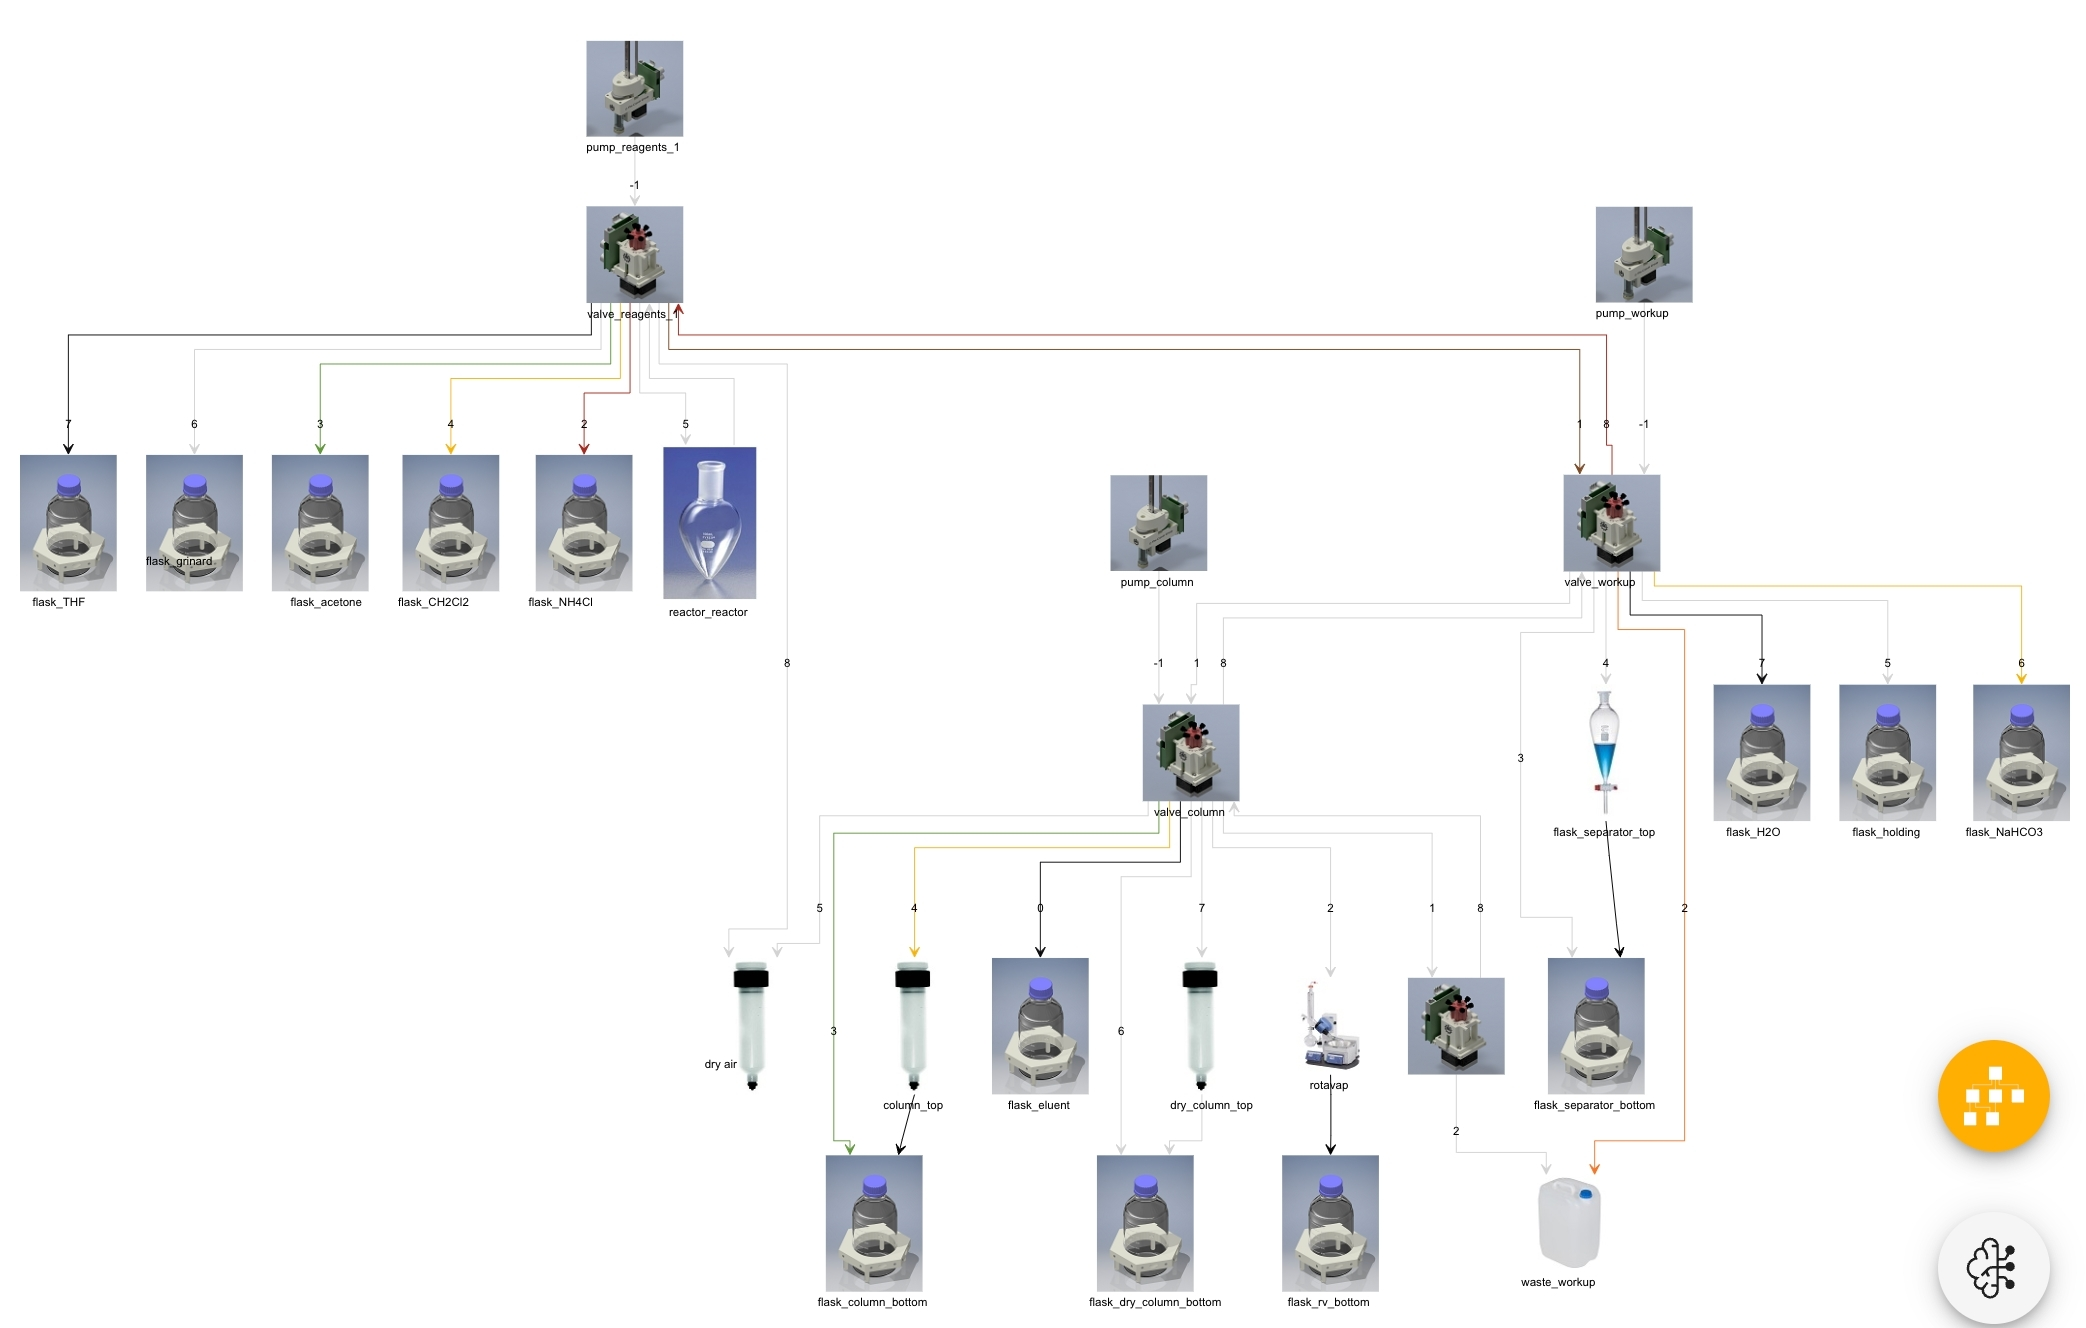 pump_reagents_1
-1
valve_reagents_1
pump_workup
7
6
3
4
2
5
1
8
-1
flask_grinard
flask_THF
flask_acetone
flask_CH2Cl2
flask_NH4Cl
reactor_reactor
pump_column
valve_workup
8
-1
1
8
4
7
5
6
3
valve_column
flask_separator_top
flask_H2O
flask_holding
flask_NaHCO3
5
4
0
7
2
1
8
2
3
6
dry air
rotavap
column_top
flask_eluent
dry_column_top
flask_separator_bottom
2
waste_workup
flask_column_bottom
flask_dry_column_bottom
flask_rv_bottom